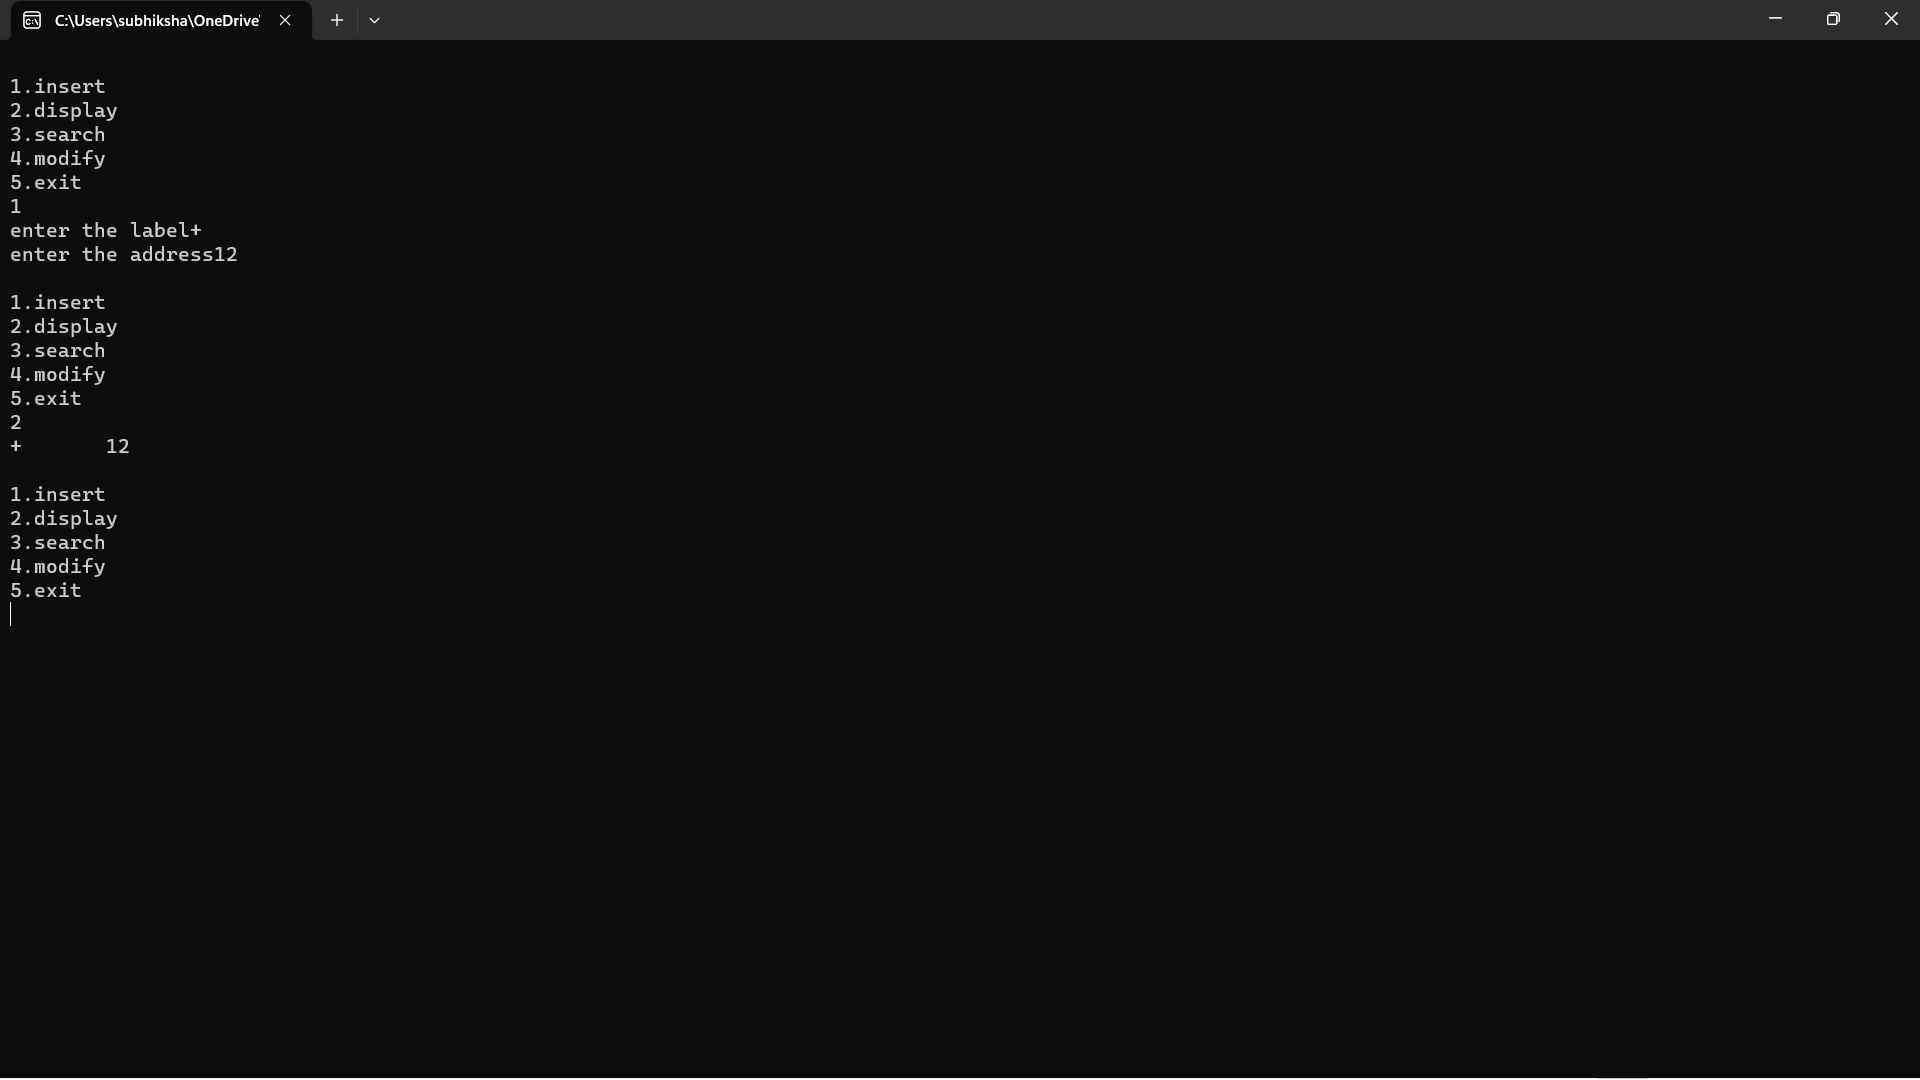 C:\Users\subhiksha\OneDrive\
1.insert
2.display
3.search
4.modify
5.exit
1
enter the label+
enter the address12
1.insert
2.display
3.search
4.modify
5.exit
2
+       12
1.insert
2.display
3.search
4.modify
5.exit